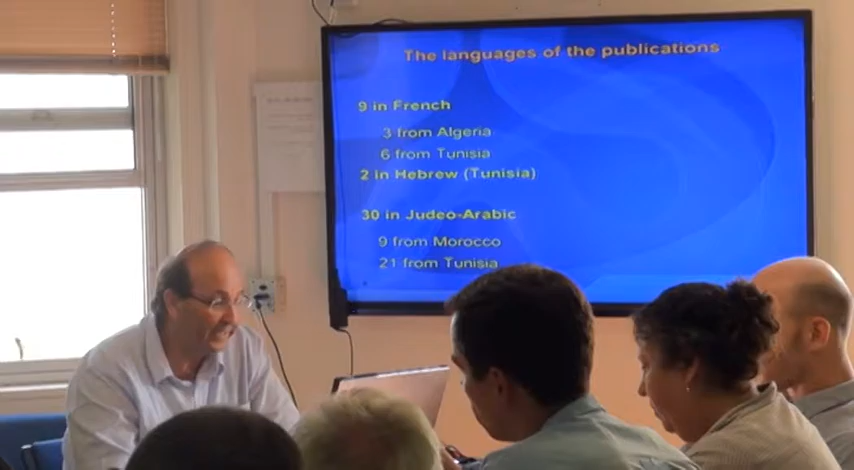 The languages of the publications
9 in French
3 from Algeria
6 from Tunisia
2 in Hebrew (Tunisia)
30 in Judeo-Arabic
9 from Morocco
21 from Tunisia